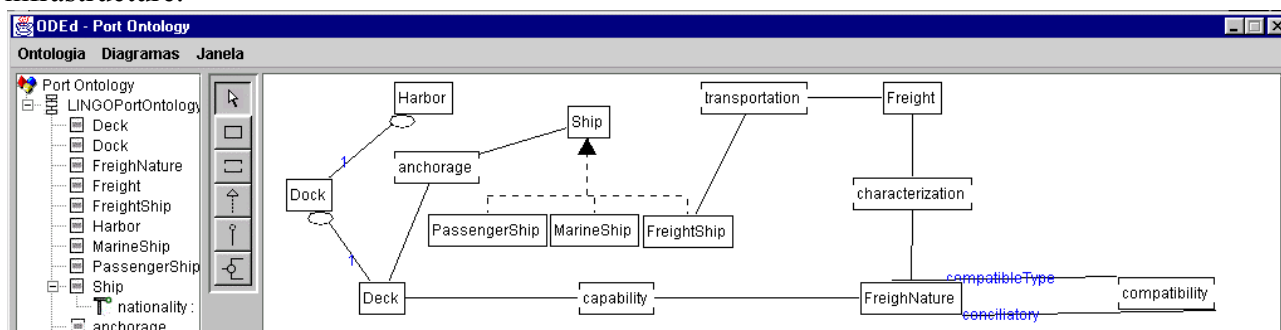 infrastructure.
ODEd - Port Ontology
Ontologia Diagramas Janela
Port Ontology
LINGOPortOntology
Deck
Dock
FreighNature
Freight
FreightShip
Harbor
MarineShip
PassengerShip
Ship
nationality :
anchorage
Harbor
Ship
transportation
Freight
1
anchorage
Dock
characterization
PassengerShip
MarineShip
FreightShip
1
compatibleType
Deck
capability
FreighNature
compatibility
conciliatory